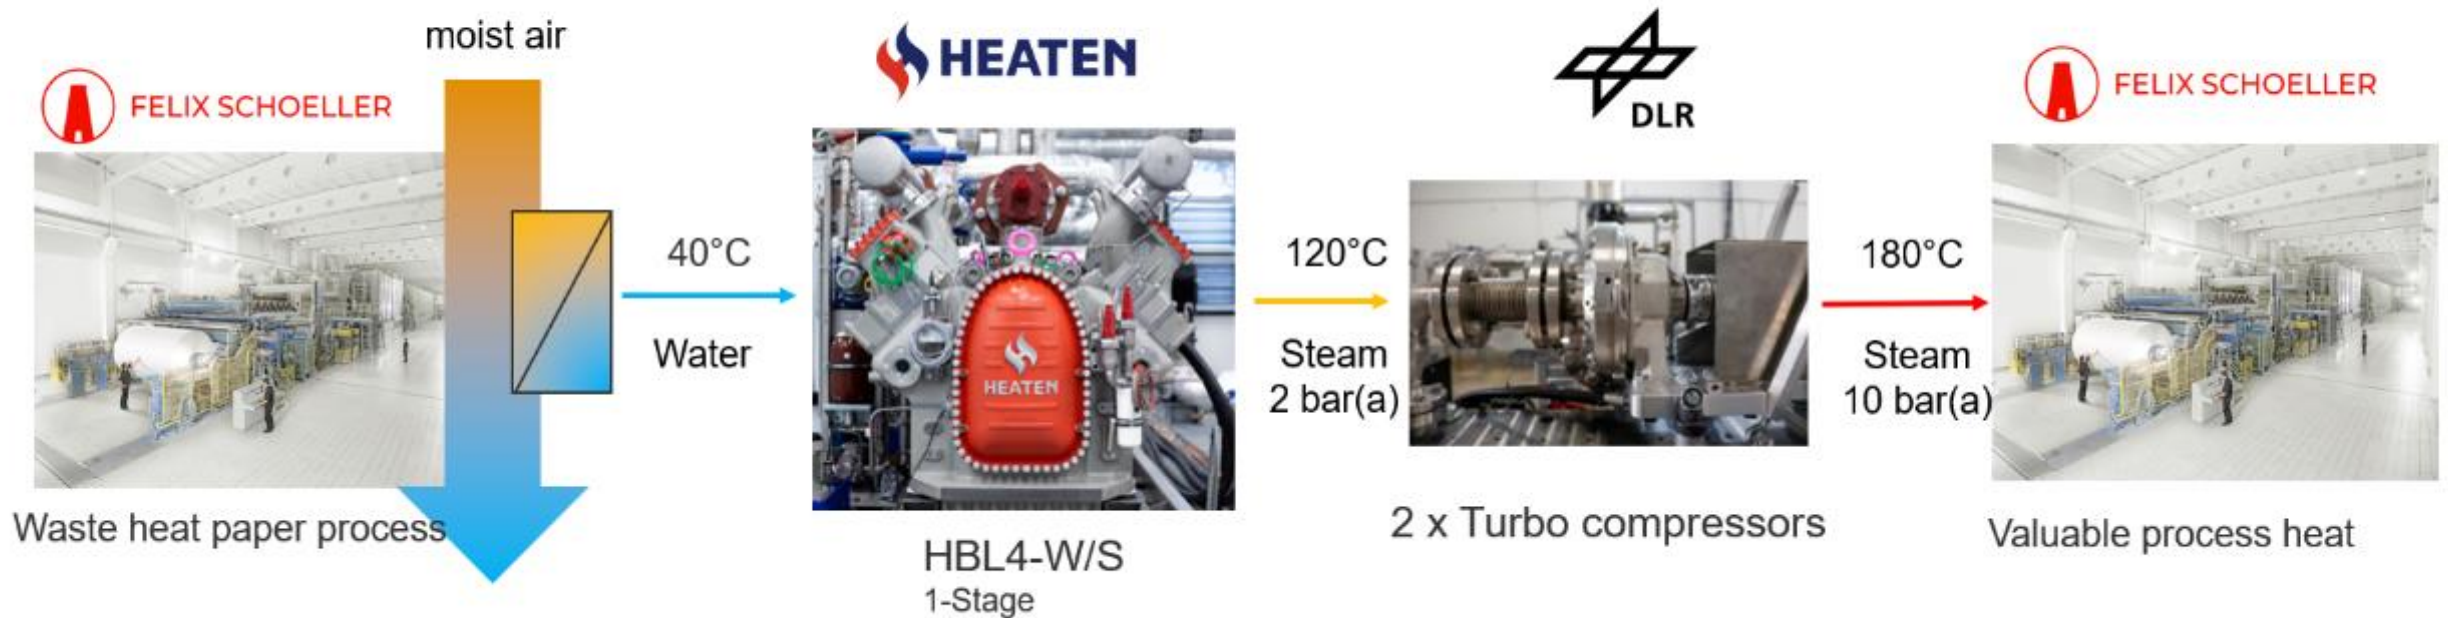 moist air
FELIX SCHOELLER
Waste heat paper process
40°C
Water
HEATEN
HEATEN
HBL4-W/S
1-Stage
120°C
Steam
2 bar(a)
DLR
2 x Turbo compressors
180°C
Steam
10 bar(a)
FELIX SCHOELLER
Valuable process heat